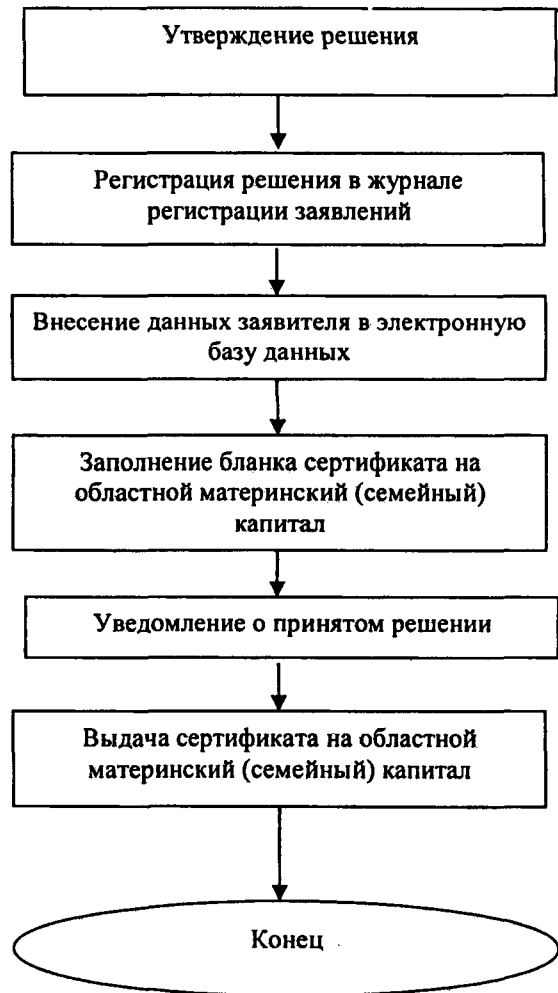 Утверждение решения
Регистрация решения в журнале
регистрации заявлений
Внесение данных заявителя в электронную
базу данных
Заполнение бланка сертификата на
областной материнский (семейный)
капитал
Уведомление о принятом решении
Выдача сертификата на областной
материнский (семейный) капитал
Конец